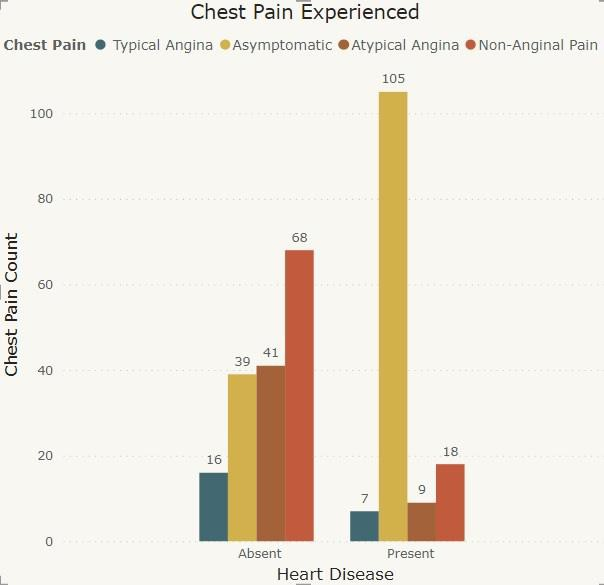 Chest Pain Experienced
Chest Pain Typical Angina Asymptomatic Atypical Angina Non-Anginal Pain
105
100
80
68
60
41
39
40
18
20
16
9
7
0
Absent Present
Chest Pain Count
Heart Disease